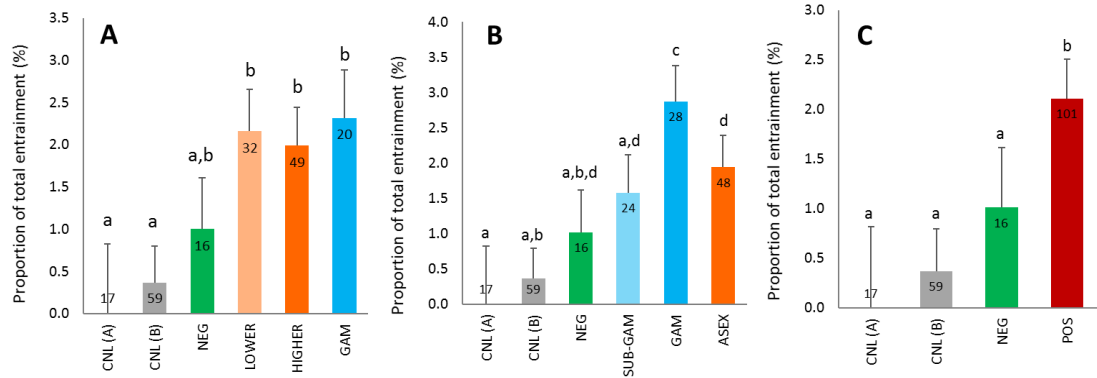 A
Proportion of total entrainment (%)
3.5
3.0
2.5
2.0
1.5
1.0
0.5
0.0
a
a
a,b
b
b
b
17
59
16
32
49
20
CNL (A)
CNL (B)
NEG
LOWER
HIGHER
GAM
B
Proportion of total entrainment (%)
4.0
3.5
3.0
2.5
2.0
1.5
1.0
0.5
0.0
a
a,b
a,b,d
a,d
c
d
17
59
16
24
28
48
CNL (A)
CNL (B)
NEG
SUB-GAM
GAM
ASEX
C
Proportion of total entrainment (%)
3.0
2.5
2.0
1.5
1.0
0.5
0.0
a
a
a
b
17
59
16
101
CNL (A)
CNL (B)
NEG
POS